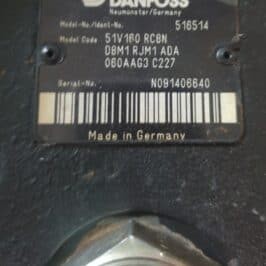 DANFOSS
Neumünster/Germany
Model-No./Ident-No. 516514
Model Code 51V160 RC8N
D8M1 RJM1 ADA
060AAG3 C227
Serial-No. N091406640
Made in Germany